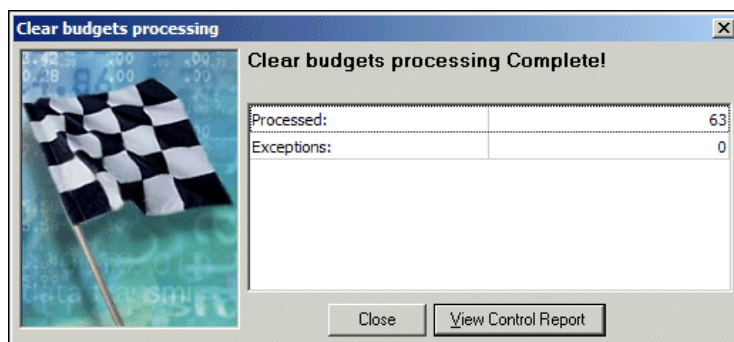 Clear budgets processing
Clear budgets processing Complete!
Processed: 63
Exceptions: 0
Close View Control Report